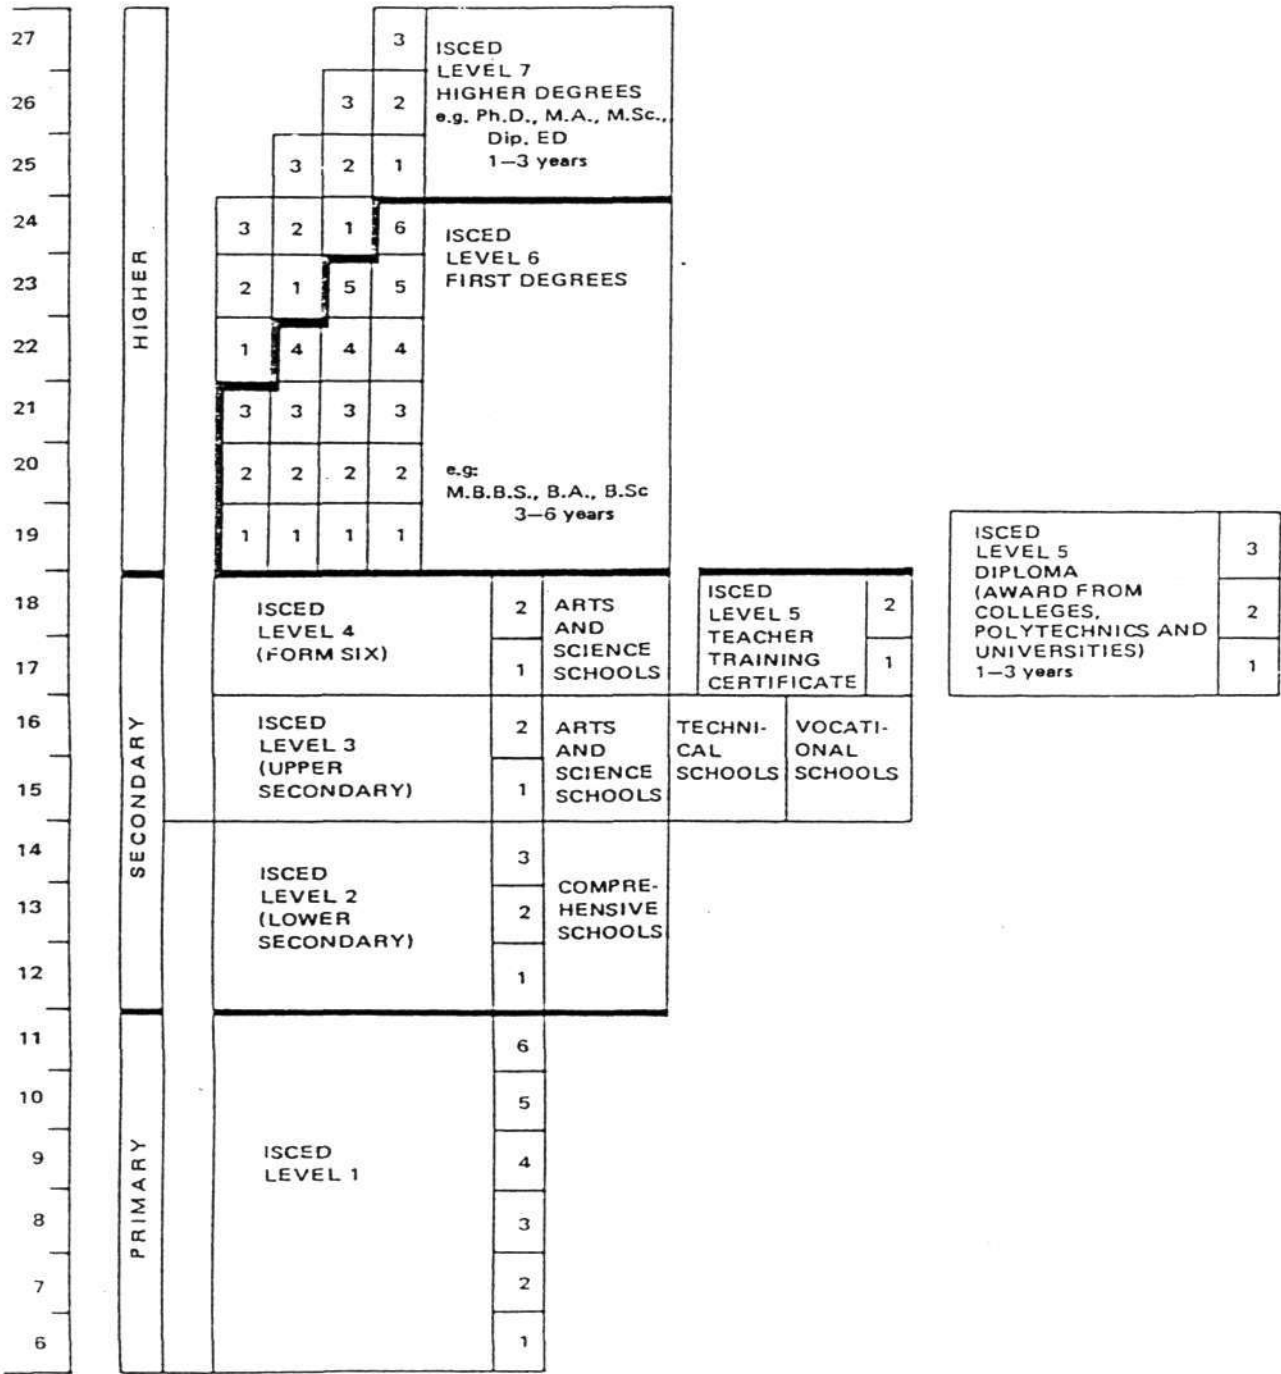 27
3
ISCED
LEVEL 7
HIGHER DEGREES
e.g. Ph.D., M.A., M.Sc.,
Dip. ED
1–3 years
26
3 2
25
3 2 1
24
3 2 1 6
ISCED
LEVEL 6
FIRST DEGREES
23
2 1 5 5
HIGHER
22
1 4 4 4
21
3 3 3 3
20
2 2 2 2
e.g:
M.B.B.S., B.A., B.Sc
3–6 years
19
1 1 1 1
ISCED
LEVEL 5
DIPLOMA
(AWARD FROM
COLLEGES,
POLYTECHNICS AND
UNIVERSITIES)
1–3 years
3
2
1
18
17
ISCED
LEVEL 4
(FORM SIX)
2
1
ARTS
AND
SCIENCE
SCHOOLS
ISCED
LEVEL 5
TEACHER
TRAINING
CERTIFICATE
2
1
SECONDARY
16
15
ISCED
LEVEL 3
(UPPER
SECONDARY)
2
1
ARTS
AND
SCIENCE
SCHOOLS
TECHNI-
CAL
SCHOOLS
VOCATI-
ONAL
SCHOOLS
14
13
12
ISCED
LEVEL 2
(LOWER
SECONDARY)
3
2
1
COMPRE-
HENSIVE
SCHOOLS
PRIMARY
11
10
9
8
7
6
ISCED
LEVEL 1
6
5
4
3
2
1